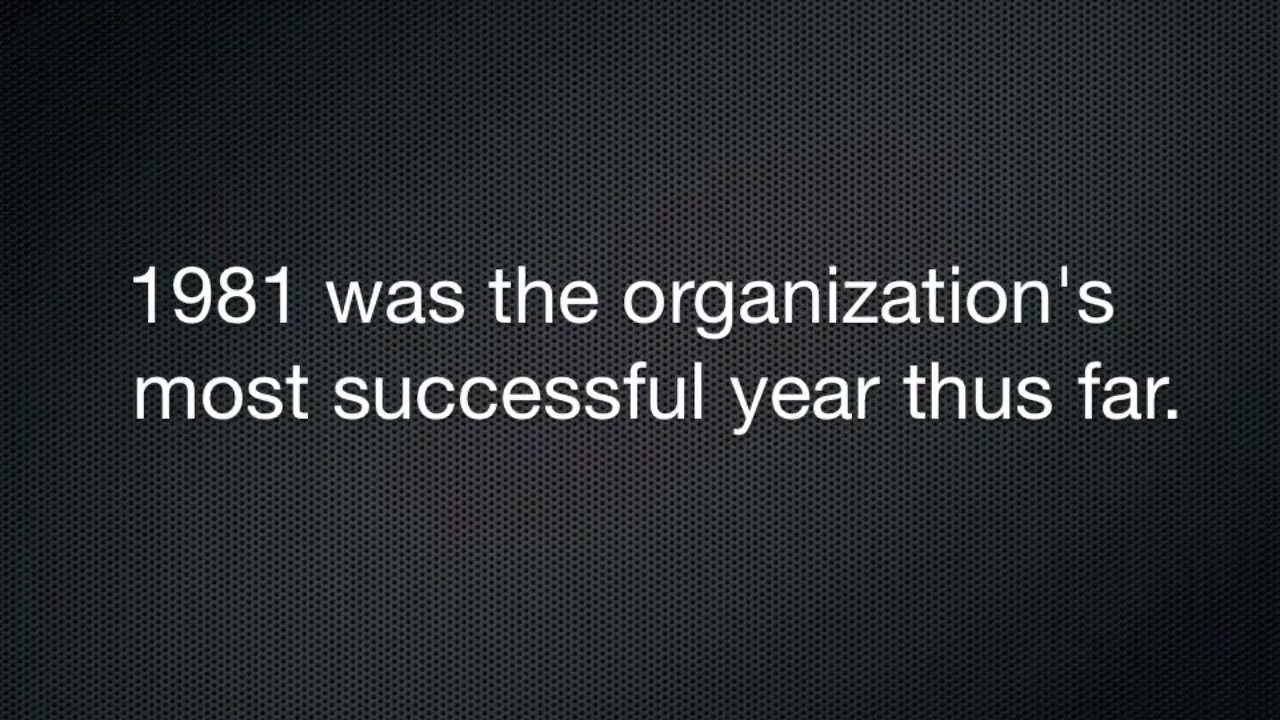 1981 was the organization's
most successful year thus far.